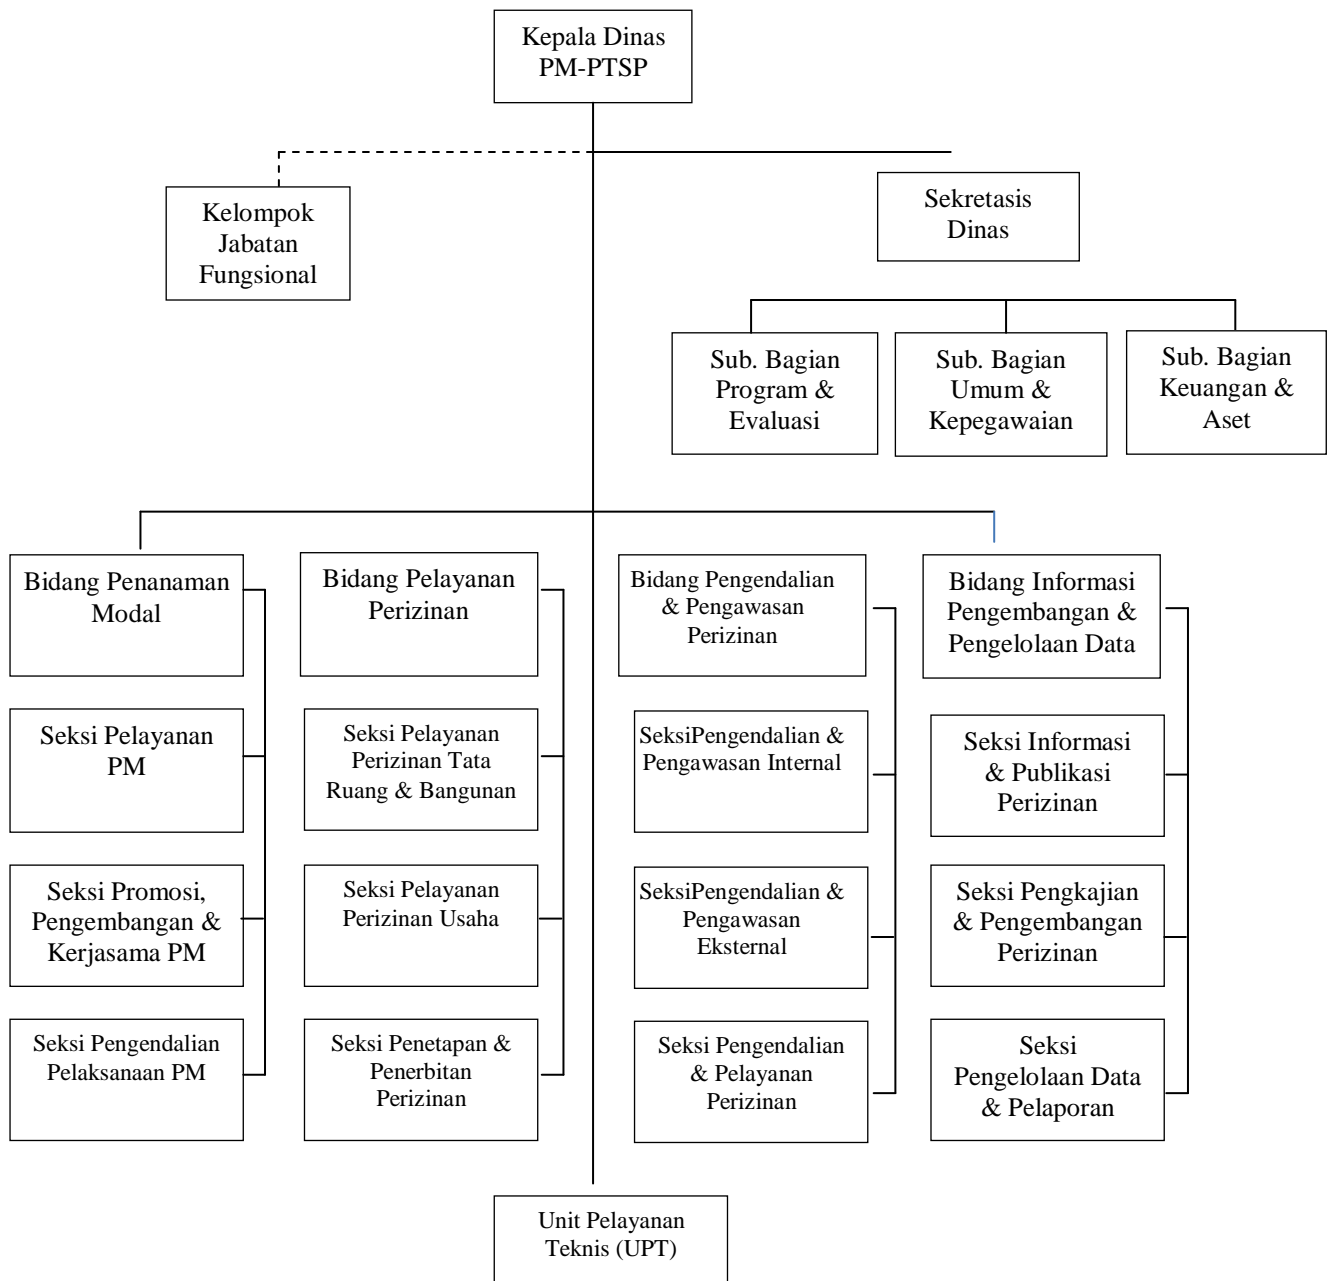 Kepala Dinas
PM-PTSP
Kelompok
Jabatan
Fungsional
Sekretasis
Dinas
Sub. Bagian
Program &
Evaluasi
Sub. Bagian
Umum &
Kepegawaian
Sub. Bagian
Keuangan &
Aset
Bidang Penanaman
Modal
Bidang Pelayanan
Perizinan
Bidang Pengendalian
& Pengawasan
Perizinan
Bidang Informasi
Pengembangan &
Pengelolaan Data
Seksi Pelayanan
PM
Seksi Pelayanan
Perizinan Tata
Ruang & Bangunan
SeksiPengendalian &
Pengawasan Internal
Seksi Informasi
& Publikasi
Perizinan
Seksi Promosi,
Pengembangan &
Kerjasama PM
Seksi Pelayanan
Perizinan Usaha
SeksiPengendalian &
Pengawasan
Eksternal
Seksi Pengkajian
& Pengembangan
Perizinan
Seksi Pengendalian
Pelaksanaan PM
Seksi Penetapan &
Penerbitan
Perizinan
Seksi Pengendalian
& Pelayanan
Perizinan
Seksi
Pengelolaan Data
& Pelaporan
Unit Pelayanan
Teknis (UPT)